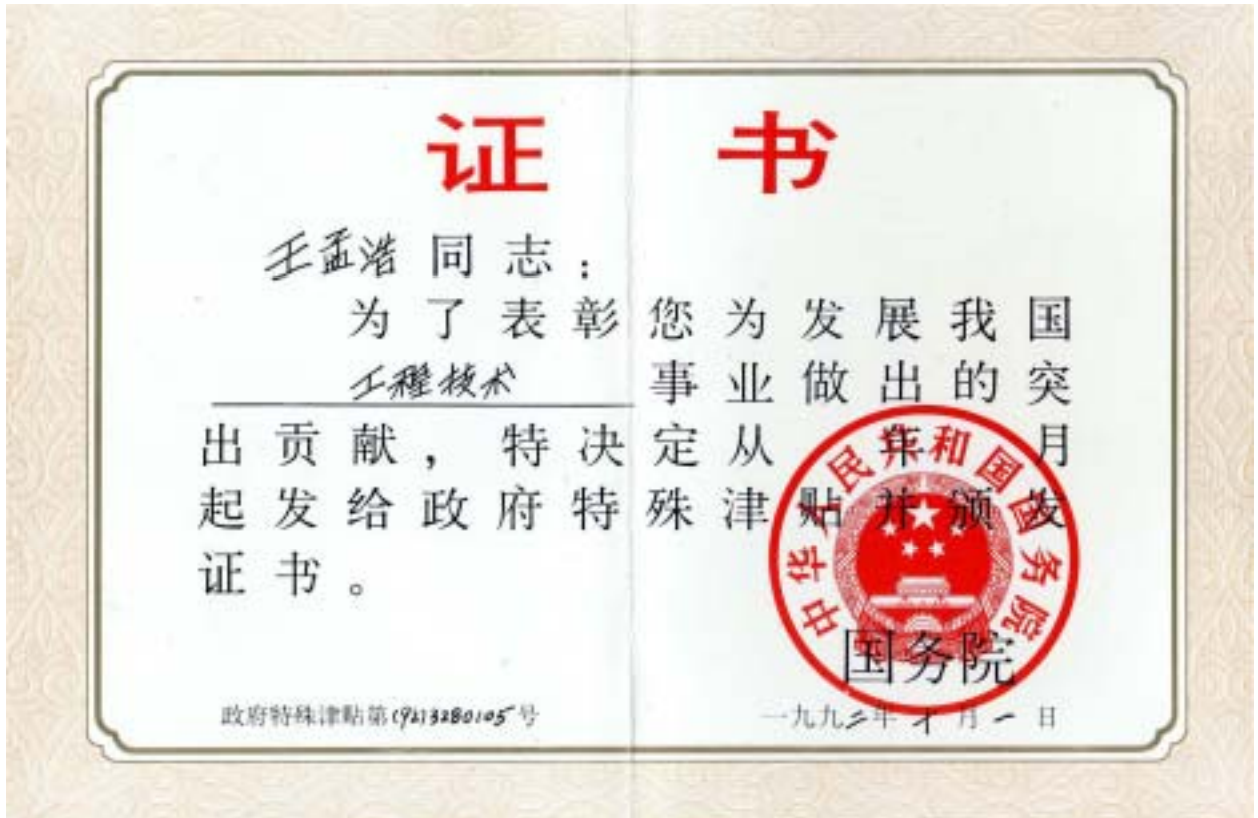 证 书
王孟浩 同 志 ：
为 了 表 彰 您 为 发 展 我 国
工程技术 事 业 做 出 的 突
出 贡 献 ， 特 决 定 从 年 月
起 发 给 政 府 特 殊 津 贴 并 颁 发
证 书 。
中华人民共和国国务院
国务院
政府特殊津贴第(92)3280105号
一九九二年十月一日